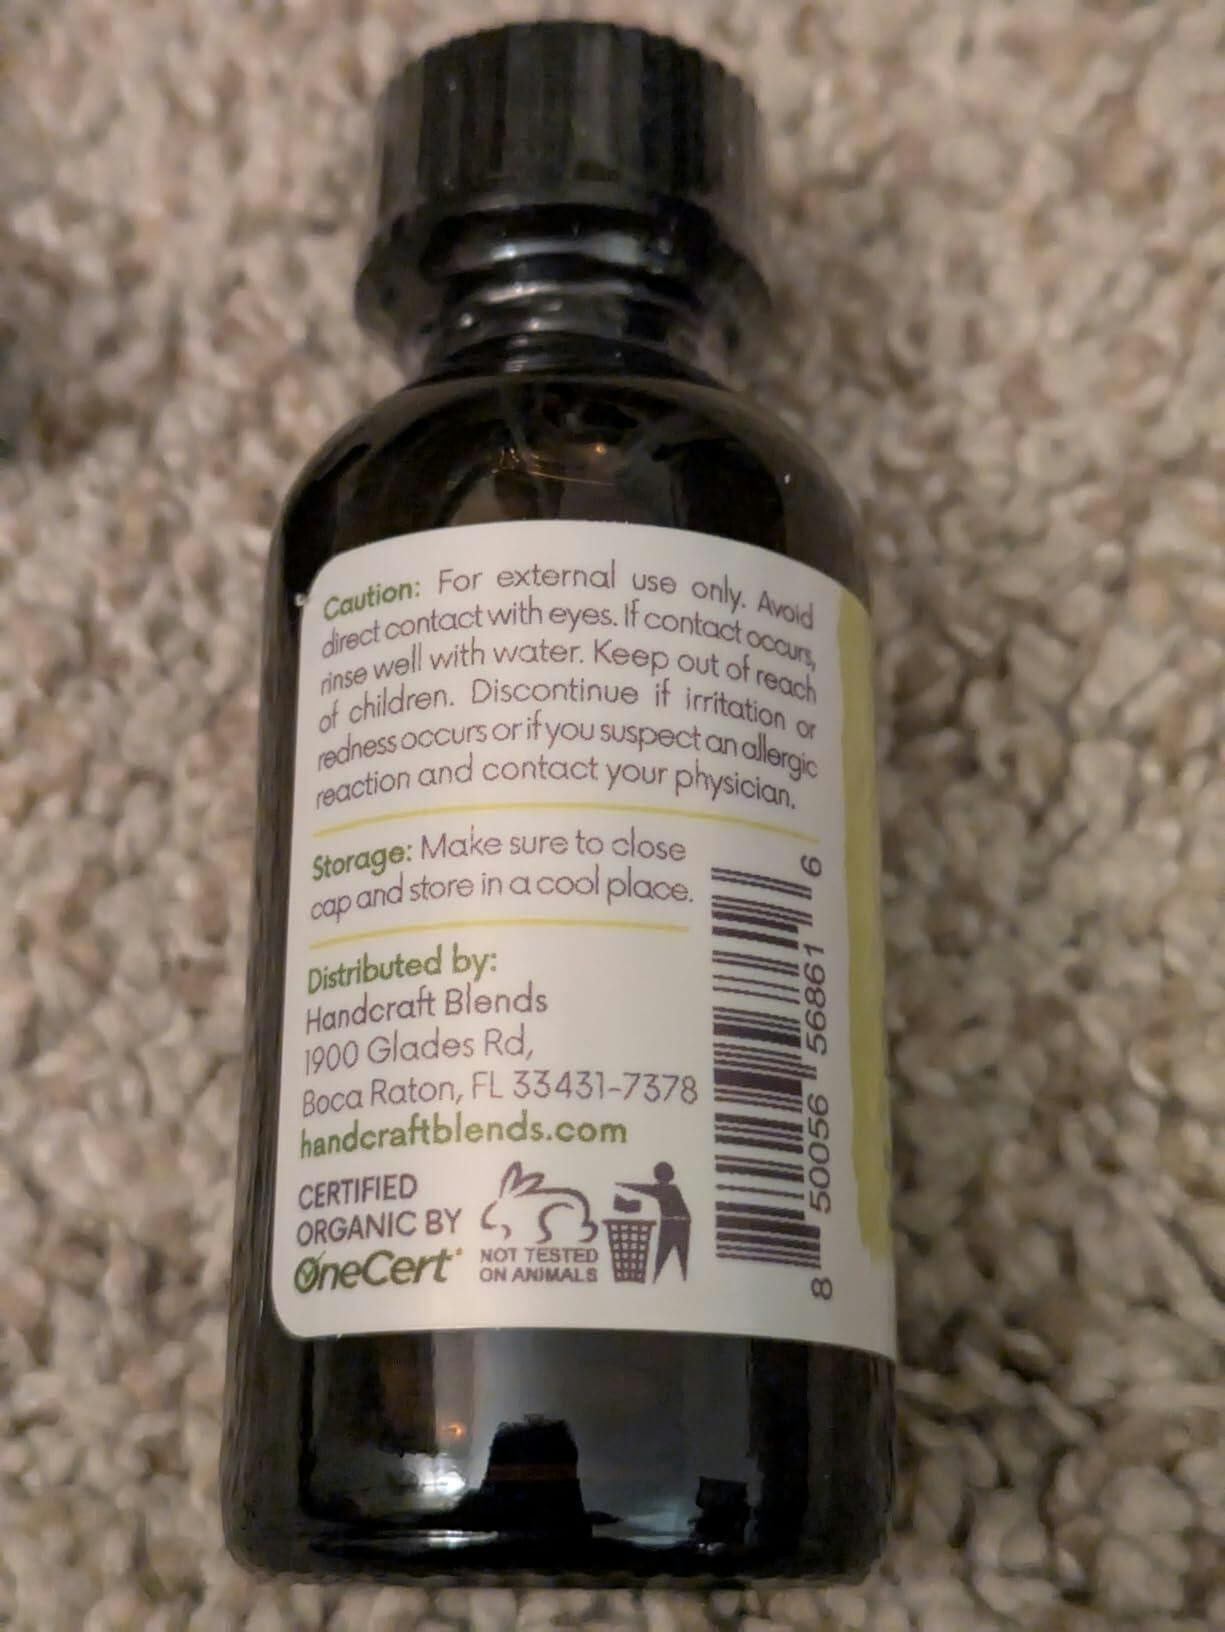 Caution: For external use only. Avoid
direct contact with eyes. If contact occurs,
rinse well with water. Keep out of reach
of children. Discontinue if irritation or
redness occurs or if you suspect an allergic
reaction and contact your physician.
Storage: Make sure to close
cap and store in a cool place.
Distributed by:
Handcraft Blends
1900 Glades Rd,
Boca Raton, FL 33431-7378
handcraftblends.com
CERTIFIED
ORGANIC BY
OneCert
NOT TESTED
ON ANIMALS
8 50056 56861 6